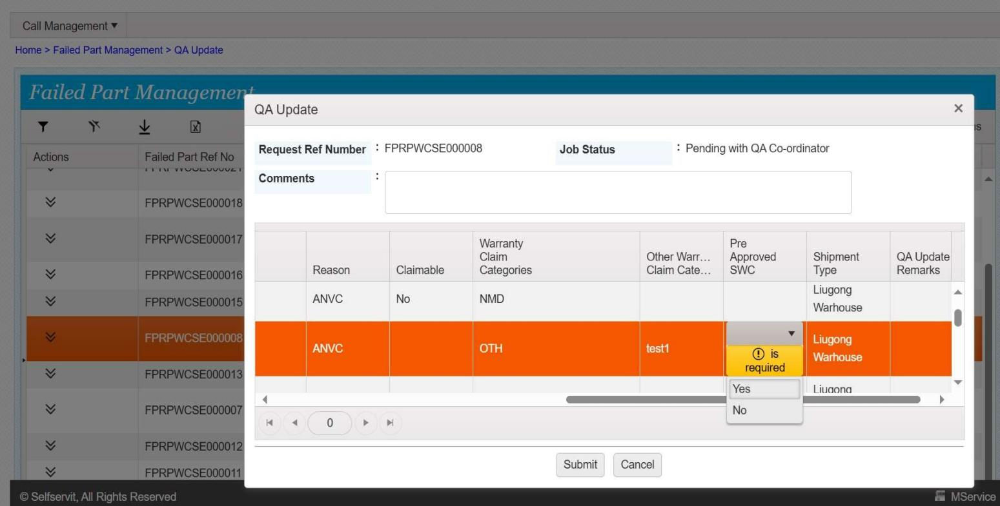 Call Management ▼
Home > Failed Part Management > QA Update
Failed Part Management
QA Update
Request Ref Number : FPRPWCSE000008 Job Status : Pending with QA Co-ordinator
Comments :
Actions Failed Part Ref No
FPRPWCSE000018
FPRPWCSE000017
FPRPWCSE000016
FPRPWCSE000015
FPRPWCSE000008
FPRPWCSE000013
FPRPWCSE000007
FPRPWCSE000012
FPRPWCSE000011
Reason
Claimable
Warranty
Claim
Categories
Other Warr...
Claim Cate...
Pre
Approved
SWC
Shipment
Type
QA Update
Remarks
ANVC No NMD Liugong
Warhouse
ANVC OTH test1 Liugong
Warhouse
is
required
Yes
No
Liugong
0
Submit Cancel
© Selfservit, All Rights Reserved MService